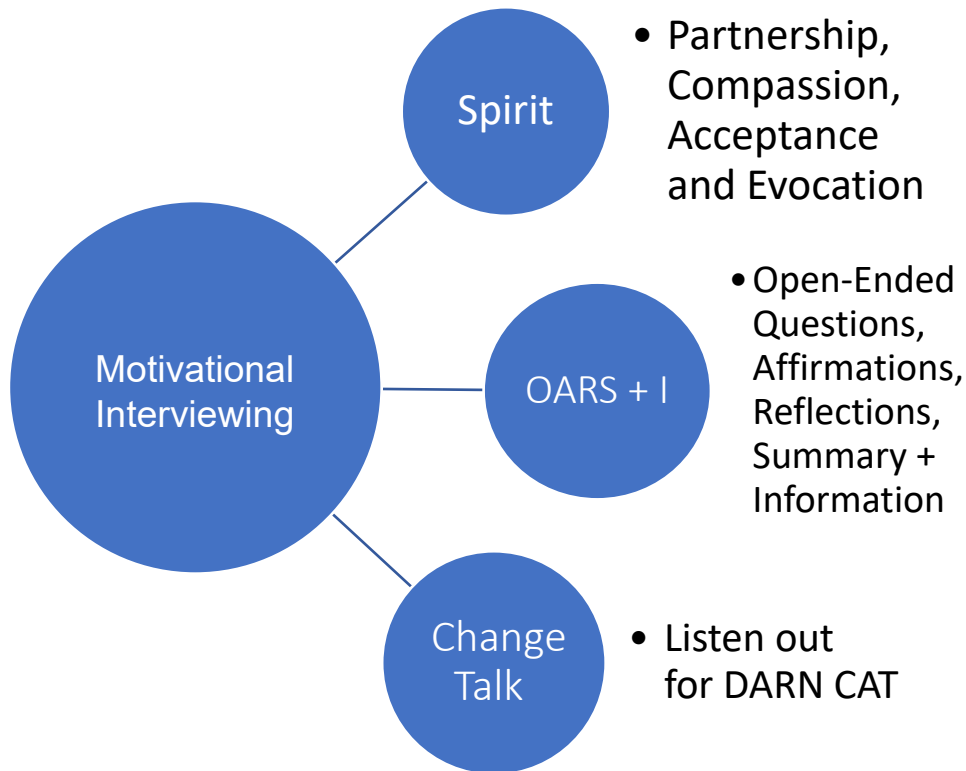 Spirit
• Partnership,
Compassion,
Acceptance
and Evocation
Motivational
Interviewing
OARS + I
• Open-Ended
Questions,
Affirmations,
Reflections,
Summary +
Information
Change
Talk
• Listen out
for DARN CAT